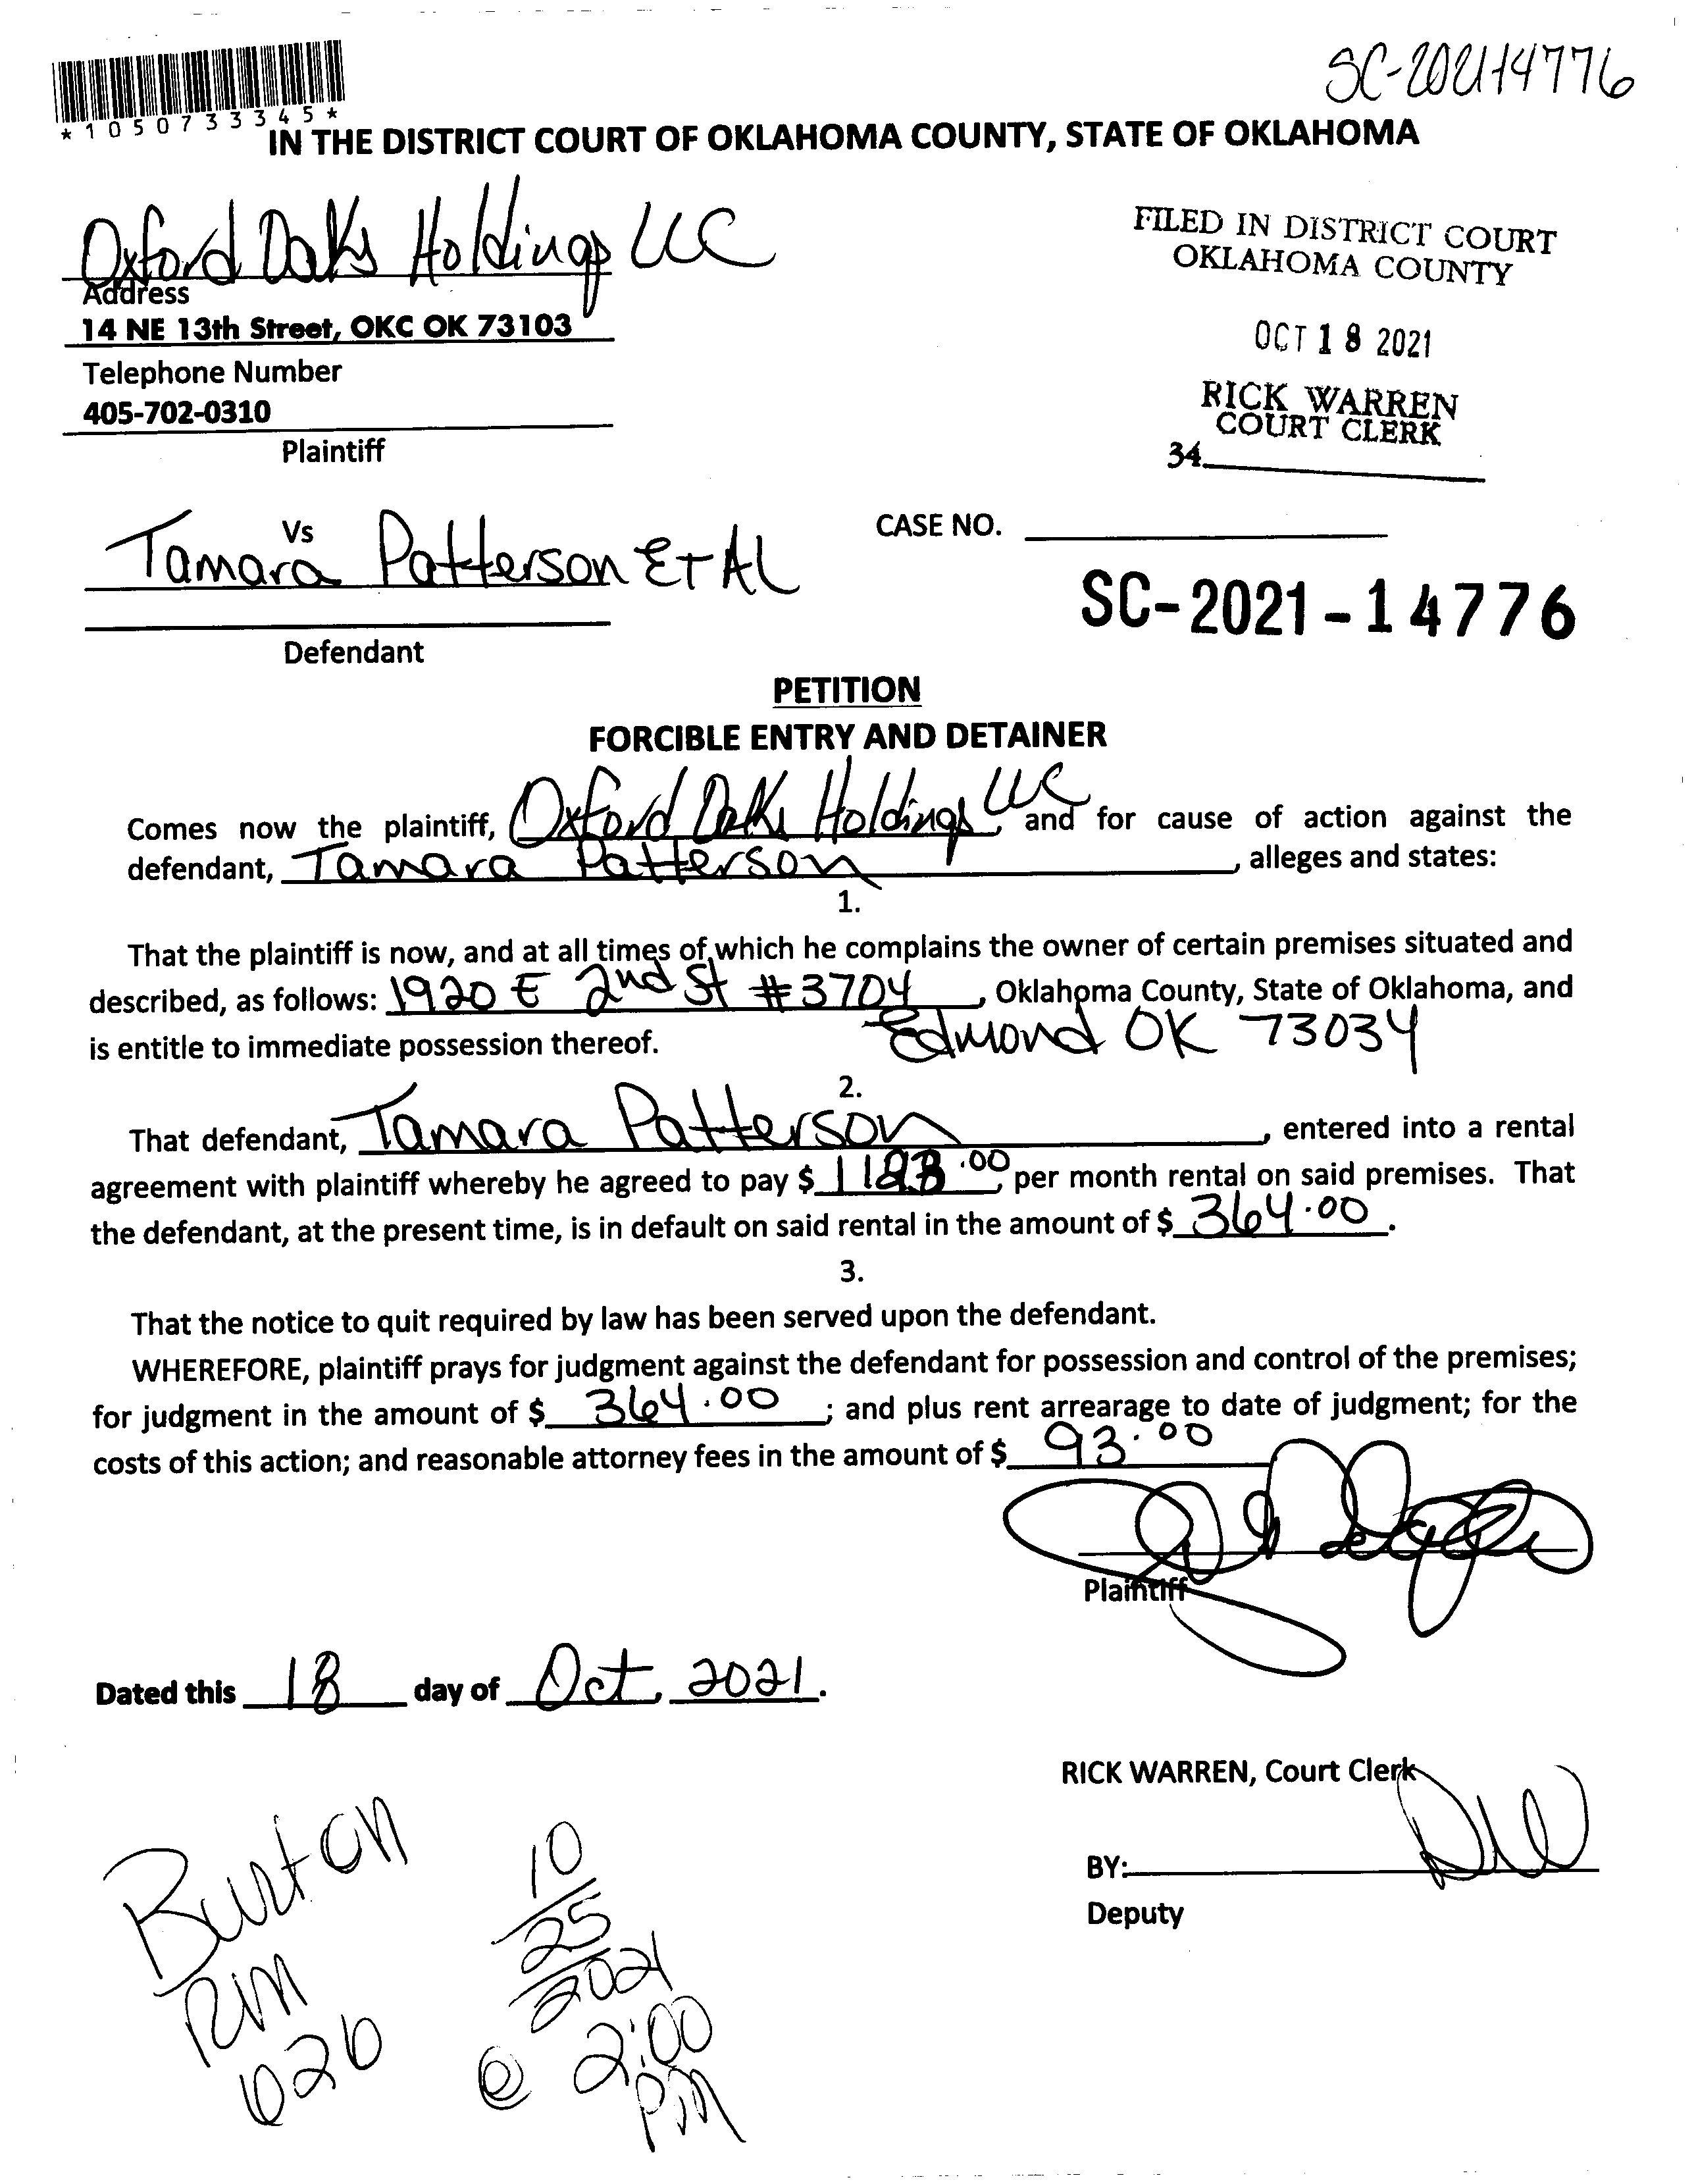 SC-2021-14776
*1050733345*
IN THE DISTRICT COURT OF OKLAHOMA COUNTY, STATE OF OKLAHOMA
Oxford Oaks Holdings LLC
Address
14 NE 13th Street, OKC OK 73103
Telephone Number
405-702-0310
Plaintiff
FILED IN DISTRICT COURT
OKLAHOMA COUNTY
OCT 18 2021
RICK WARREN
COURT CLERK
34
Vs
Tamara Patterson Et Al
Defendant
CASE NO.
SC-2021-14776
PETITION
FORCIBLE ENTRY AND DETAINER
Comes now the plaintiff, Oxford Oaks Holdings LLC, and for cause of action against the
defendant, Tamara Patterson, alleges and states:
1.
That the plaintiff is now, and at all times of which he complains the owner of certain premises situated and
described, as follows: 1920 E 2nd St #3704, Oklahoma County, State of Oklahoma, and
is entitle to immediate possession thereof. Edmond OK 73034
2.
That defendant, Tamara Patterson, entered into a rental
agreement with plaintiff whereby he agreed to pay $ per month rental on said premises. That
the defendant, at the present time, is in default on said rental in the amount of $ 364.00.
3.
That the notice to quit required by law has been served upon the defendant.
WHEREFORE, plaintiff prays for judgment against the defendant for possession and control of the premises;
for judgment in the amount of $ 364.00; and plus rent arrearage to date of judgment; for the
costs of this action; and reasonable attorney fees in the amount of $ 93.00
Plaintiff
Dated this 18 day of Oct, 2021.
RICK WARREN, Court Clerk
BY: DW
Deputy
Burton
RM
026
10/25/2021
@ 2:00
PM